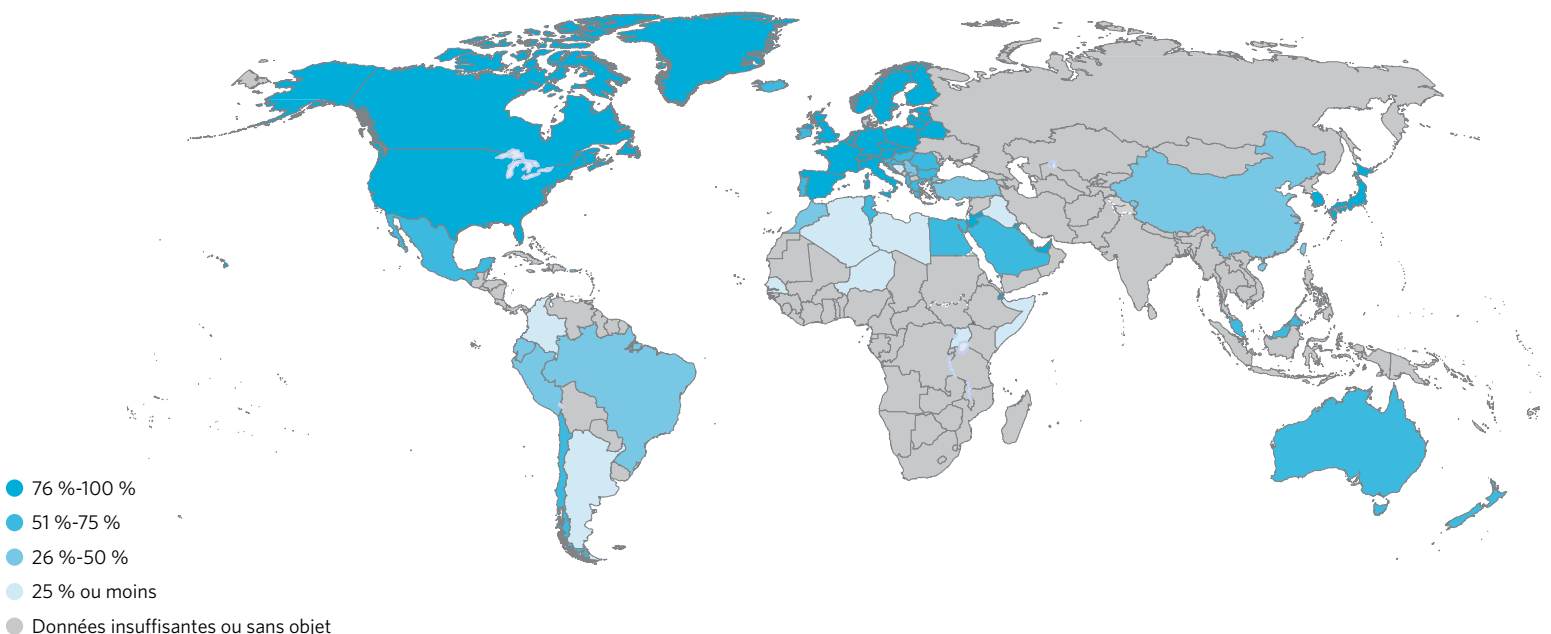 76 %-100 %
51 %-75 %
26 %-50 %
25 % ou moins
Données insuffisantes ou sans objet